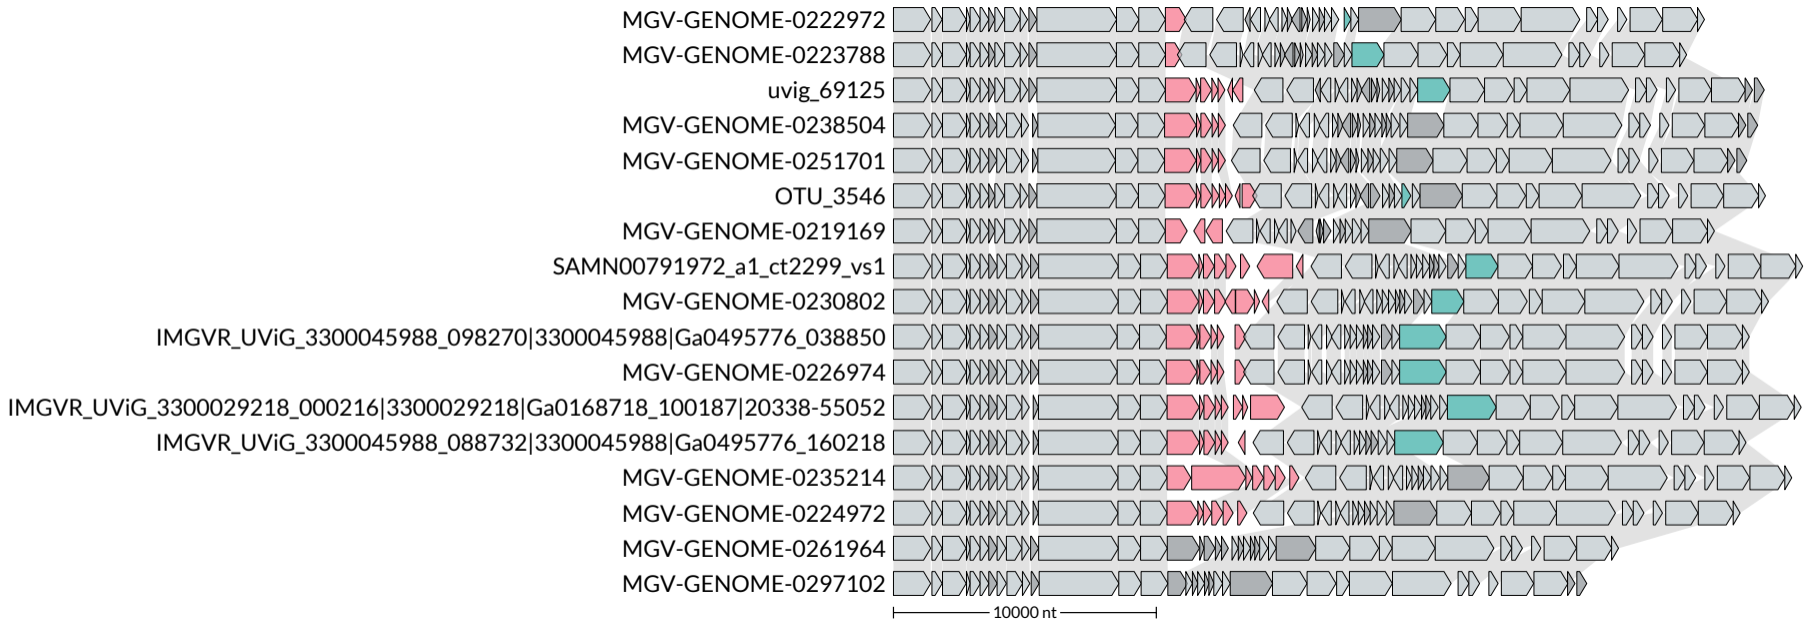 MGV-GENOME-0222972
MGV-GENOME-0223788
uvig_69125
MGV-GENOME-0238504
MGV-GENOME-0251701
OTU_3546
MGV-GENOME-0219169
SAMN00791972_a1_ct2299_vs1
MGV-GENOME-0230802
IMGVR_UViG_3300045988_098270|3300045988|Ga0495776_038850
MGV-GENOME-0226974
IMGVR_UViG_3300029218_000216|3300029218|Ga0168718_100187|20338-55052
IMGVR_UViG_3300045988_088732|3300045988|Ga0495776_160218
MGV-GENOME-0235214
MGV-GENOME-0224972
MGV-GENOME-0261964
MGV-GENOME-0297102
10000 nt